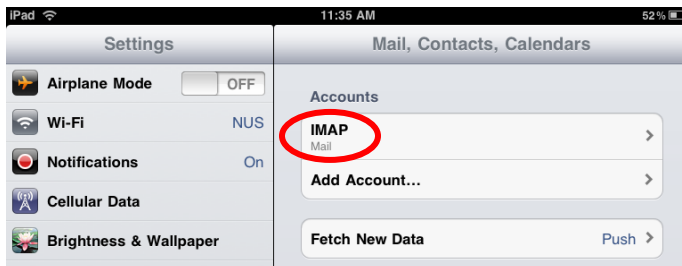 iPad 11:35 AM 52%
Settings
Airplane Mode OFF
Wi-Fi NUS
Notifications On
Cellular Data
Brightness & Wallpaper
Mail, Contacts, Calendars
Accounts
IMAP
Mail
Add Account...
Fetch New Data Push